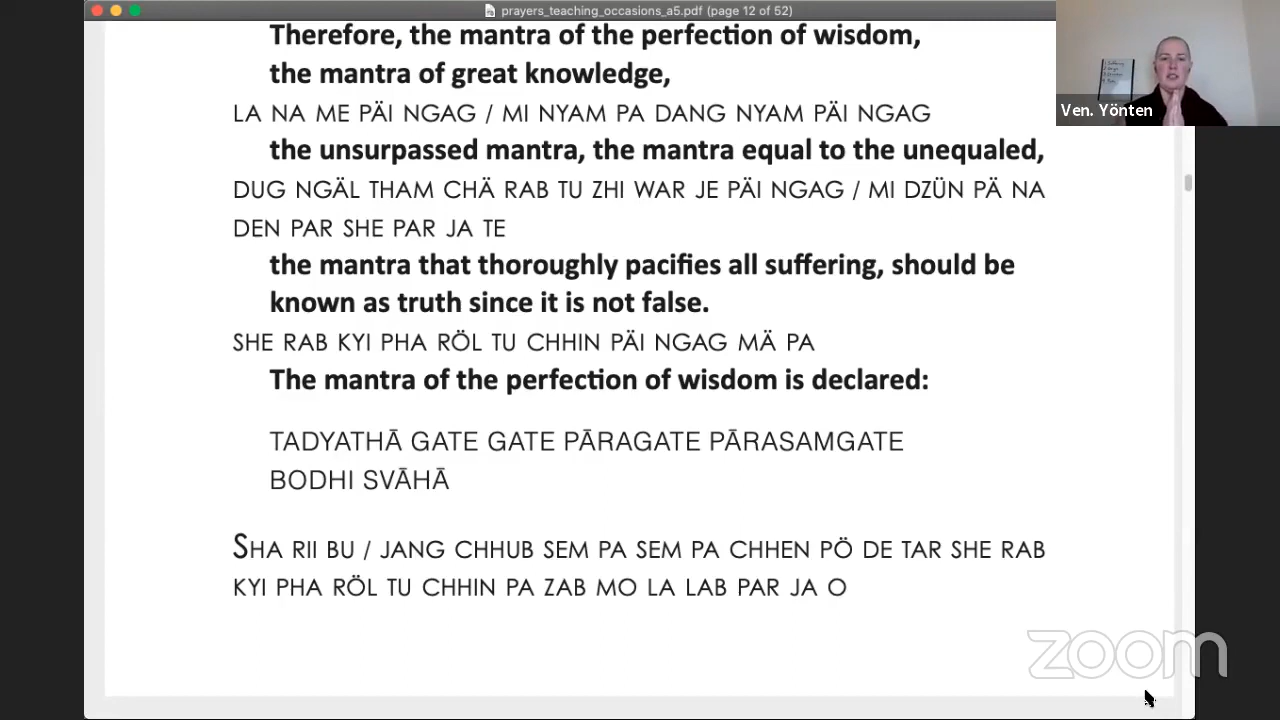 prayers_teaching_occasions_a5.pdf (page 12 of 52)
Therefore, the mantra of the perfection of wisdom,
the mantra of great knowledge,
LA NA ME PÄI NGAG / MI NYAM PA DANG NYAM PÄI NGAG
the unsurpassed mantra, the mantra equal to the unequaled,
DUG NGÄL THAM CHÄ RAB TU ZHI WAR JE PÄI NGAG / MI DZÜN PÄ NA
DEN PAR SHE PAR JA TE
the mantra that thoroughly pacifies all suffering, should be
known as truth since it is not false.
SHE RAB KYI PHA RÖL TU CHHIN PÄI NGAG MÄ PA
The mantra of the perfection of wisdom is declared:
TADYATHĀ GATE GATE PĀRAGATE PĀRASAMGATE
BODHI SVĀHĀ
SHA RII BU / JANG CHHUB SEM PA SEM PA CHHEN PÖ DE TAR SHE RAB
KYI PHA RÖL TU CHHIN PA ZAB MO LA LAB PAR JA O
Ven. Yönten
zoom